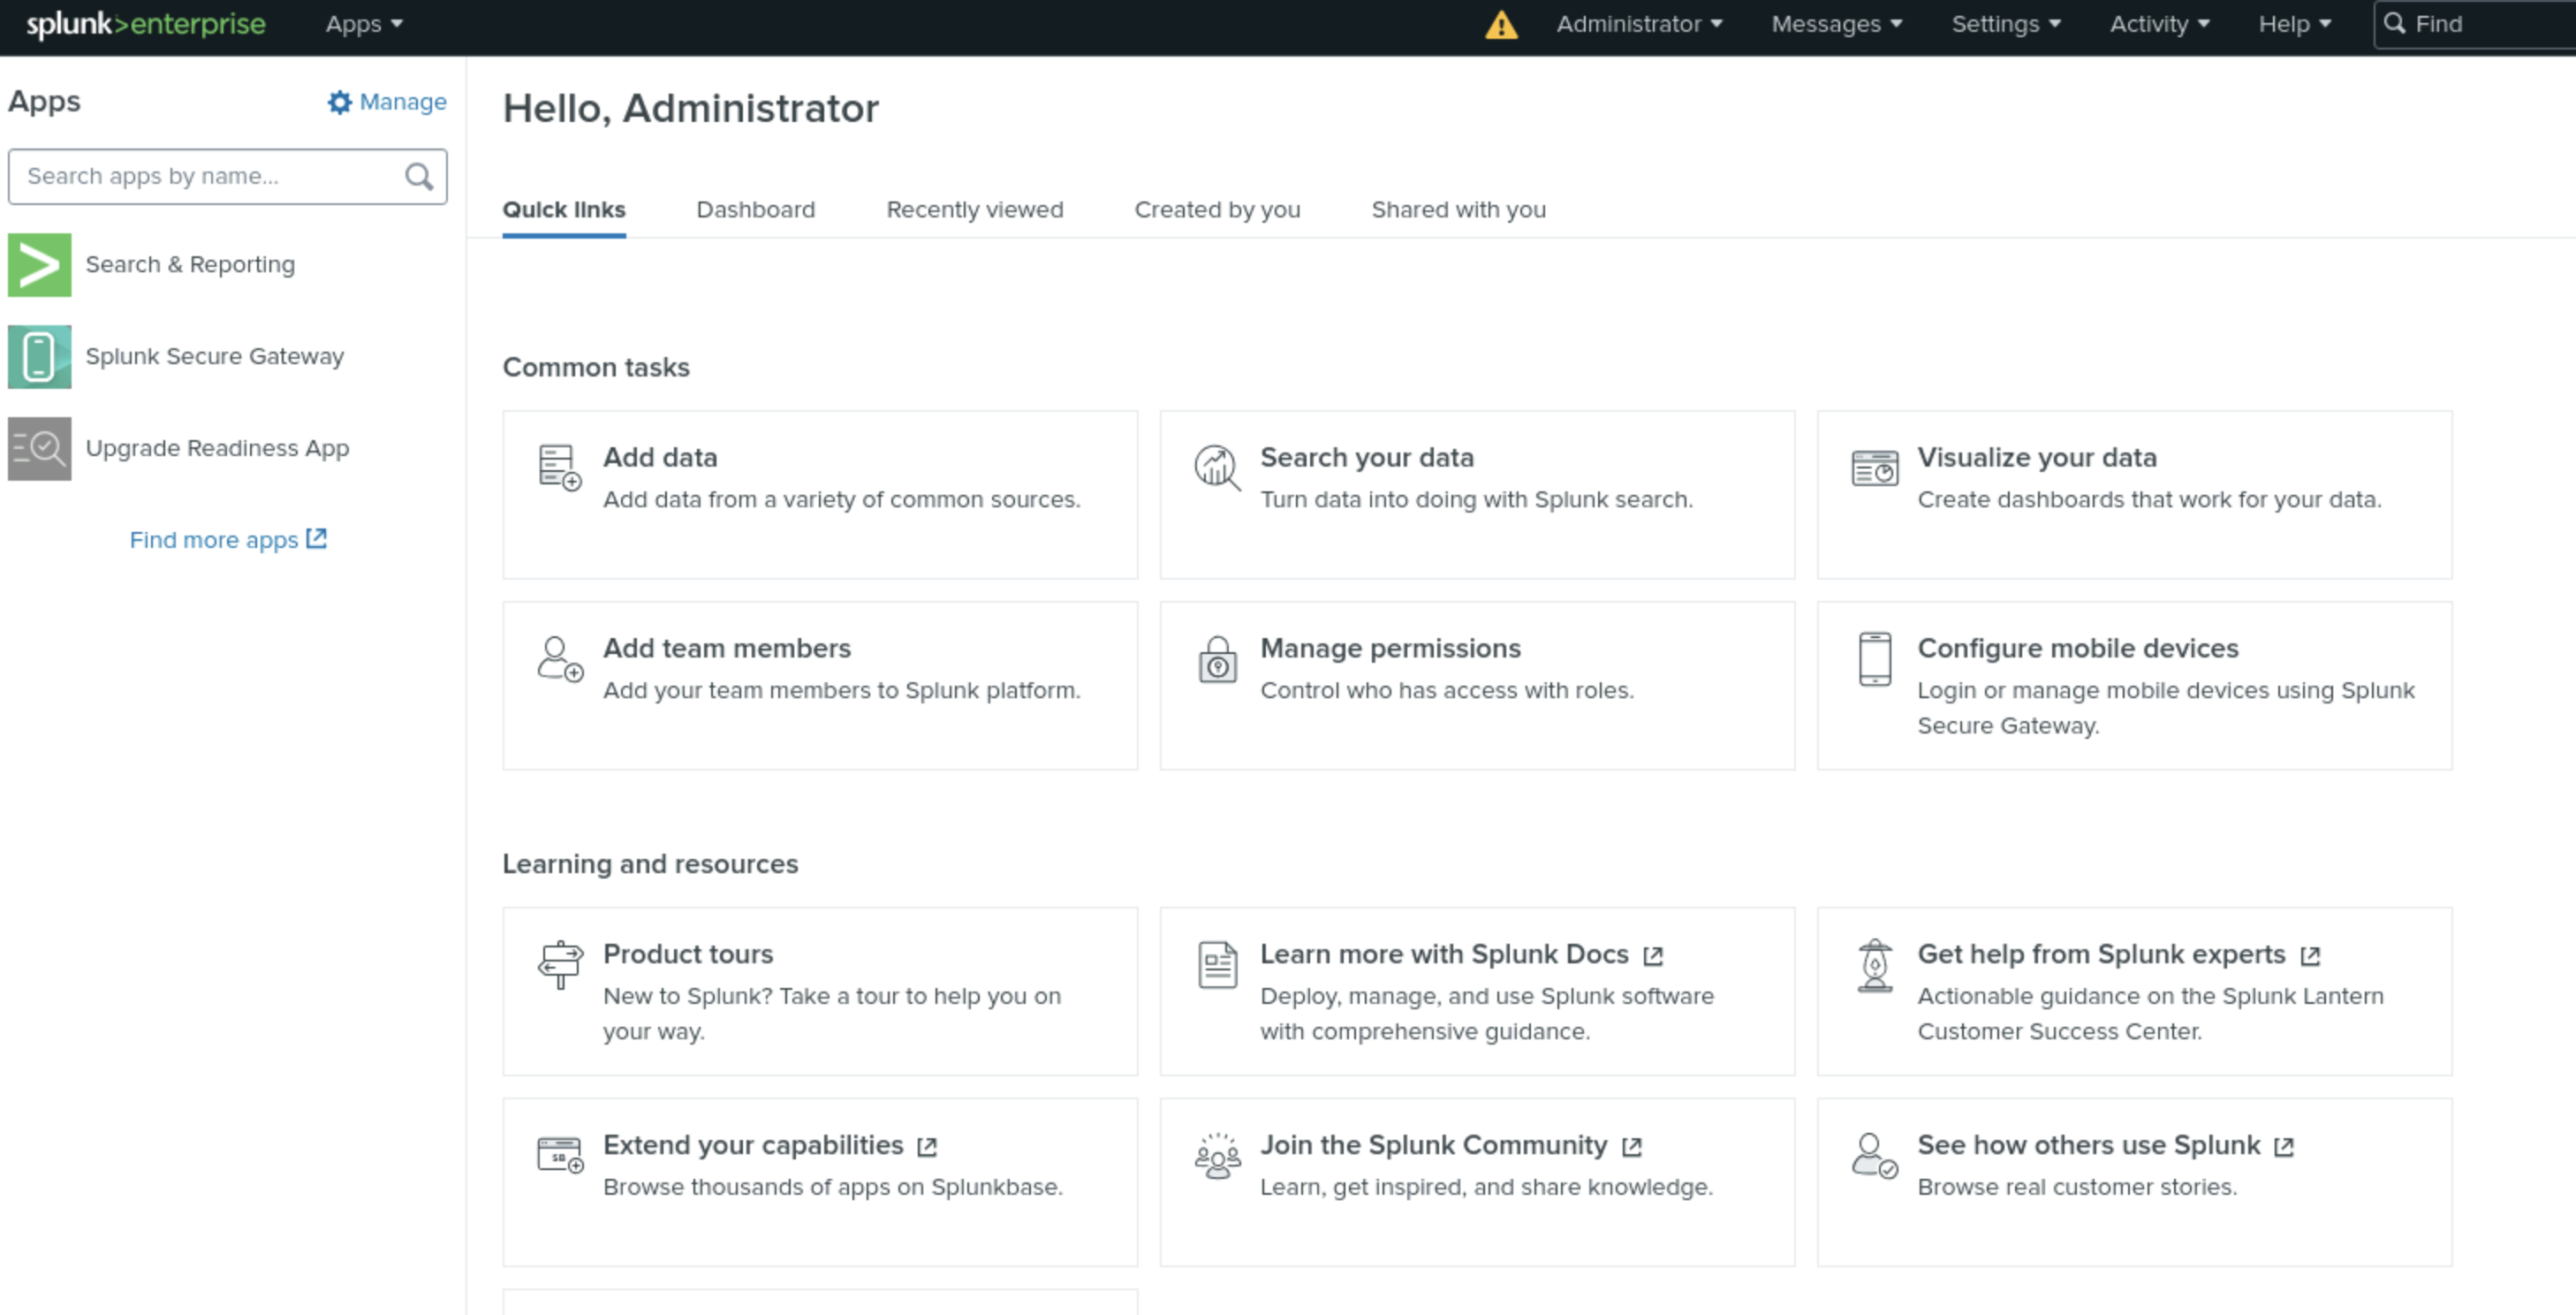 splunk>enterprise Apps Administrator Messages Settings Activity Help Find
Apps Manage
Search apps by name...
Search & Reporting
Splunk Secure Gateway
Upgrade Readiness App
Find more apps
Hello, Administrator
Quick links Dashboard Recently viewed Created by you Shared with you
Common tasks
Add data
Add data from a variety of common sources.
Search your data
Turn data into doing with Splunk search.
Visualize your data
Create dashboards that work for your data.
Add team members
Add your team members to Splunk platform.
Manage permissions
Control who has access with roles.
Configure mobile devices
Login or manage mobile devices using Splunk
Secure Gateway.
Learning and resources
Product tours
New to Splunk? Take a tour to help you on
your way.
Learn more with Splunk Docs
Deploy, manage, and use Splunk software
with comprehensive guidance.
Get help from Splunk experts
Actionable guidance on the Splunk Lantern
Customer Success Center.
SB
Extend your capabilities
Browse thousands of apps on Splunkbase.
Join the Splunk Community
Learn, get inspired, and share knowledge.
See how others use Splunk
Browse real customer stories.